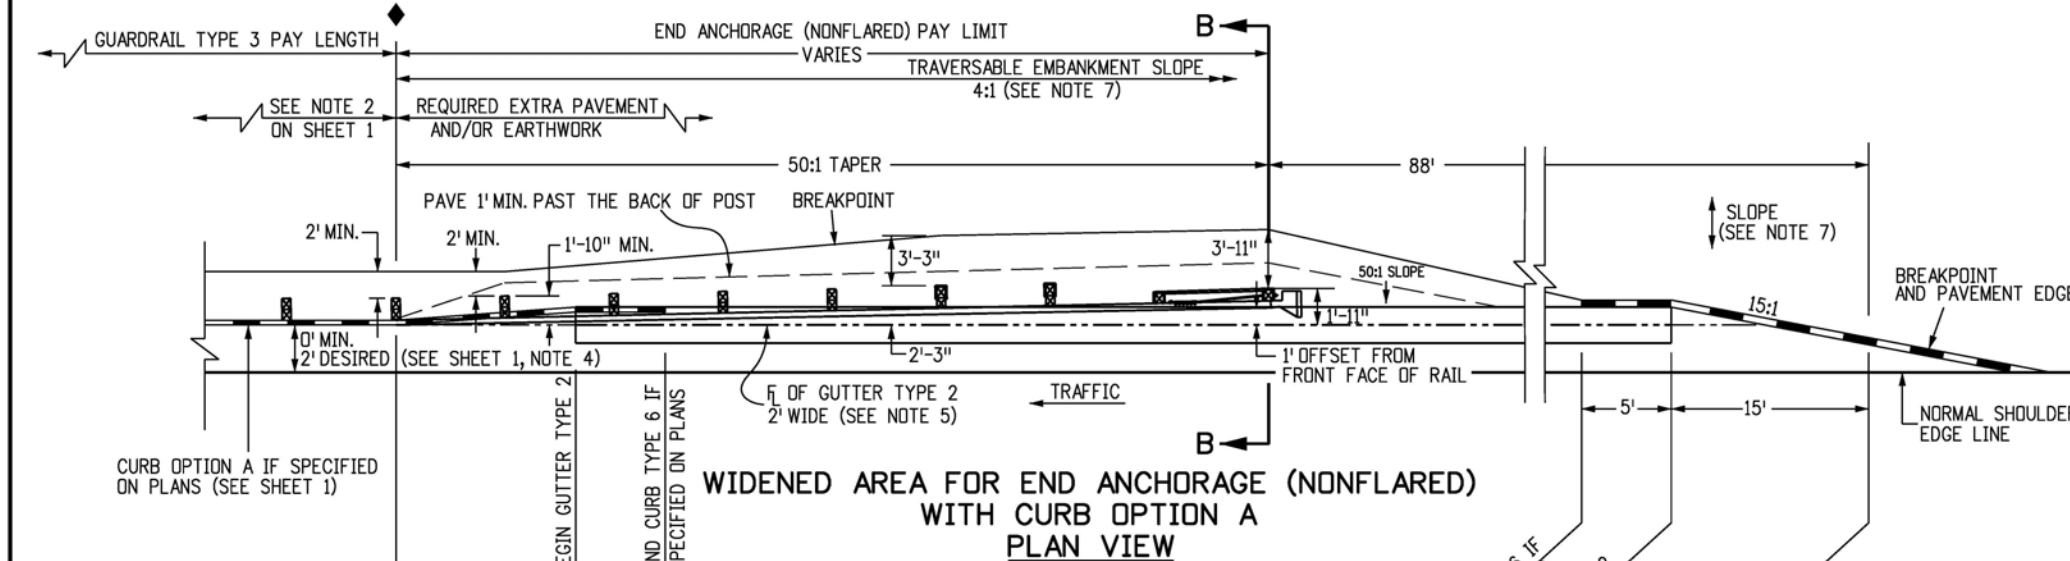 B
GUARDRAIL TYPE 3 PAY LENGTH
END ANCHORAGE (NONFLARED) PAY LIMIT
VARIES
TRAVERSABLE EMBANKMENT SLOPE
4:1 (SEE NOTE 7)
SEE NOTE 2
ON SHEET 1
REQUIRED EXTRA PAVEMENT
AND/OR EARTHWORK
50:1 TAPER
88'
PAVE 1' MIN. PAST THE BACK OF POST
BREAKPOINT
SLOPE
(SEE NOTE 7)
2' MIN.
2' MIN.
1'-10" MIN.
3'-3"
3'-11"
50:1 SLOPE
BREAKPOINT
AND PAVEMENT EDGE
15:1
1'-11"
0' MIN.
2' DESIRED (SEE SHEET 1, NOTE 4)
2'-3"
1' OFFSET FROM
FRONT FACE OF RAIL
FL OF GUTTER TYPE 2
2' WIDE (SEE NOTE 5)
TRAFFIC
5'
15'
NORMAL SHOULDER
EDGE LINE
B
CURB OPTION A IF SPECIFIED
ON PLANS (SEE SHEET 1)
EGIN GUTTER TYPE 2
ND CURB TYPE 6 IF
PECIFIED ON PLANS
WIDENED AREA FOR END ANCHORAGE (NONFLARED)
WITH CURB OPTION A
PLAN VIEW
6 IF